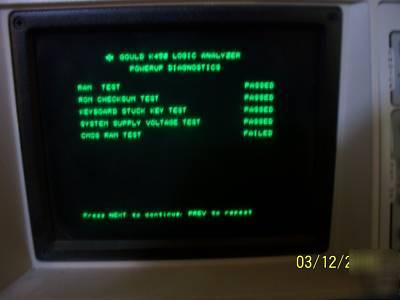 GOULD K450 LOGIC ANALYZER
POWERUP DIAGNOSTICS
RAM TEST PASSED
ROM CHECKSUM TEST PASSED
KEYBOARD STUCK KEY TEST PASSED
SYSTEM SUPPLY VOLTAGE TEST PASSED
CMOS RAM TEST FAILED
Press NEXT to continue, PREV to repeat
03/12/2